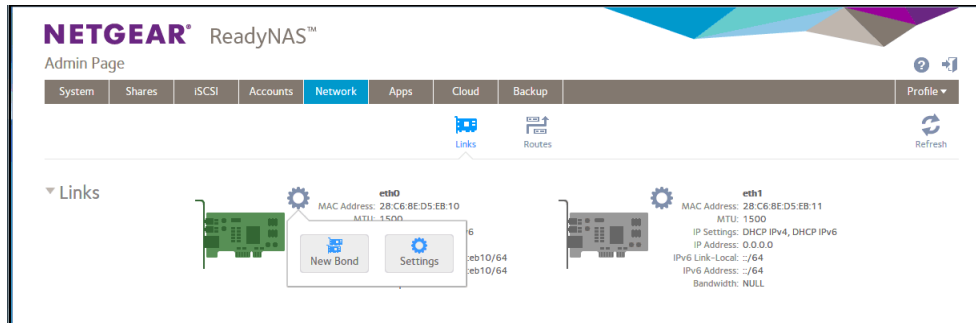 NETGEAR® ReadyNAS™
Admin Page
System Shares iSCSI Accounts Network Apps Cloud Backup Profile
Links Routes Refresh
Links
eth0
MAC Address: 28:C6:8E:D5:EB:10
MTU: 1500
New Bond Settings
eb10/64
eb10/64
eth1
MAC Address: 28:C6:8E:D5:EB:11
MTU: 1500
IP Settings: DHCP IPv4, DHCP IPv6
IP Address: 0.0.0.0
IPv6 Link-Local: ::/64
IPv6 Address: ::/64
Bandwidth: NULL